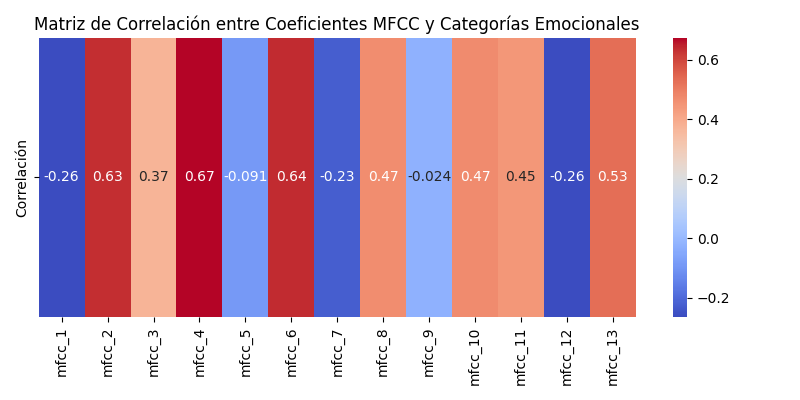 Matriz de Correlación entre Coeficientes MFCC y Categorías Emocionales
Correlación
-0.26 0.63 0.37 0.67 -0.091 0.64 -0.23 0.47 -0.024 0.47 0.45 -0.26 0.53
mfcc_1 mfcc_2 mfcc_3 mfcc_4 mfcc_5 mfcc_6 mfcc_7 mfcc_8 mfcc_9 mfcc_10 mfcc_11 mfcc_12 mfcc_13
0.6
0.4
0.2
0.0
−0.2